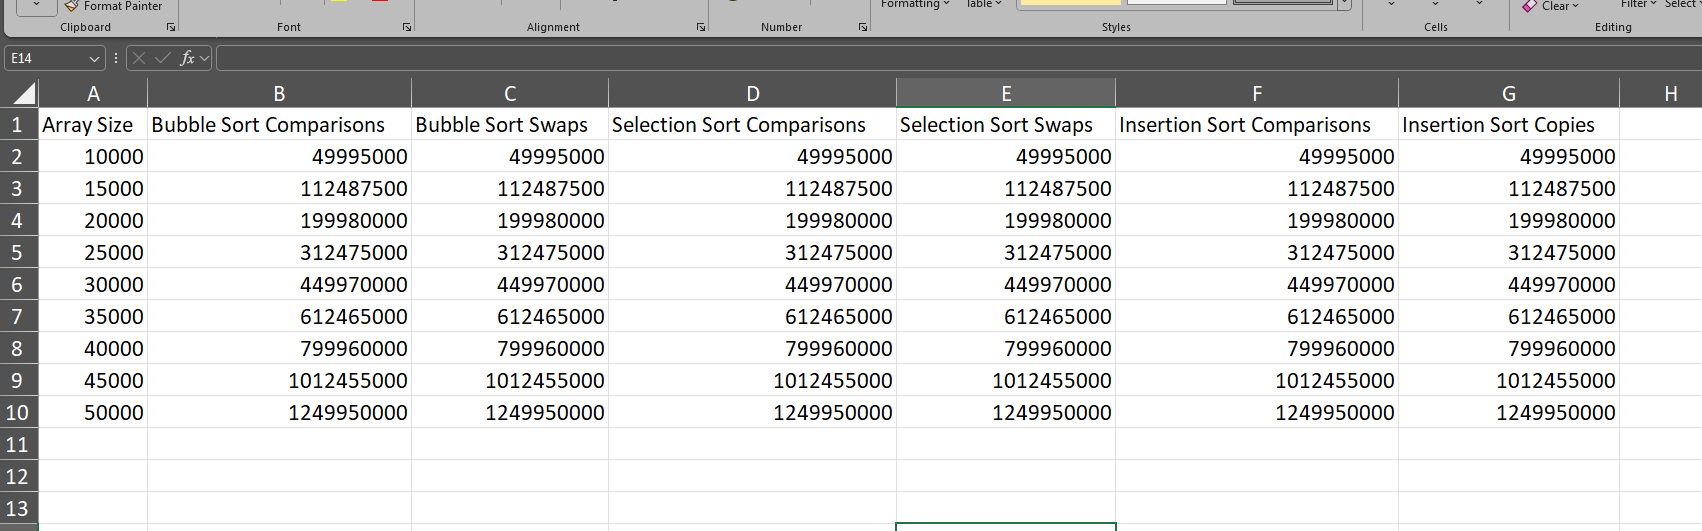 Format Painter
Formatting
Table
Clear
Filter
Select
Clipboard
Font
Alignment
Number
Styles
Cells
Editing
E14
fx
A B C D E F G H
1 Array Size Bubble Sort Comparisons Bubble Sort Swaps Selection Sort Comparisons Selection Sort Swaps Insertion Sort Comparisons Insertion Sort Copies
2 10000 49995000 49995000 49995000 49995000 49995000 49995000
3 15000 112487500 112487500 112487500 112487500 112487500 112487500
4 20000 199980000 199980000 199980000 199980000 199980000 199980000
5 25000 312475000 312475000 312475000 312475000 312475000 312475000
6 30000 449970000 449970000 449970000 449970000 449970000 449970000
7 35000 612465000 612465000 612465000 612465000 612465000 612465000
8 40000 799960000 799960000 799960000 799960000 799960000 799960000
9 45000 1012455000 1012455000 1012455000 1012455000 1012455000 1012455000
10 50000 1249950000 1249950000 1249950000 1249950000 1249950000 1249950000
11
12
13